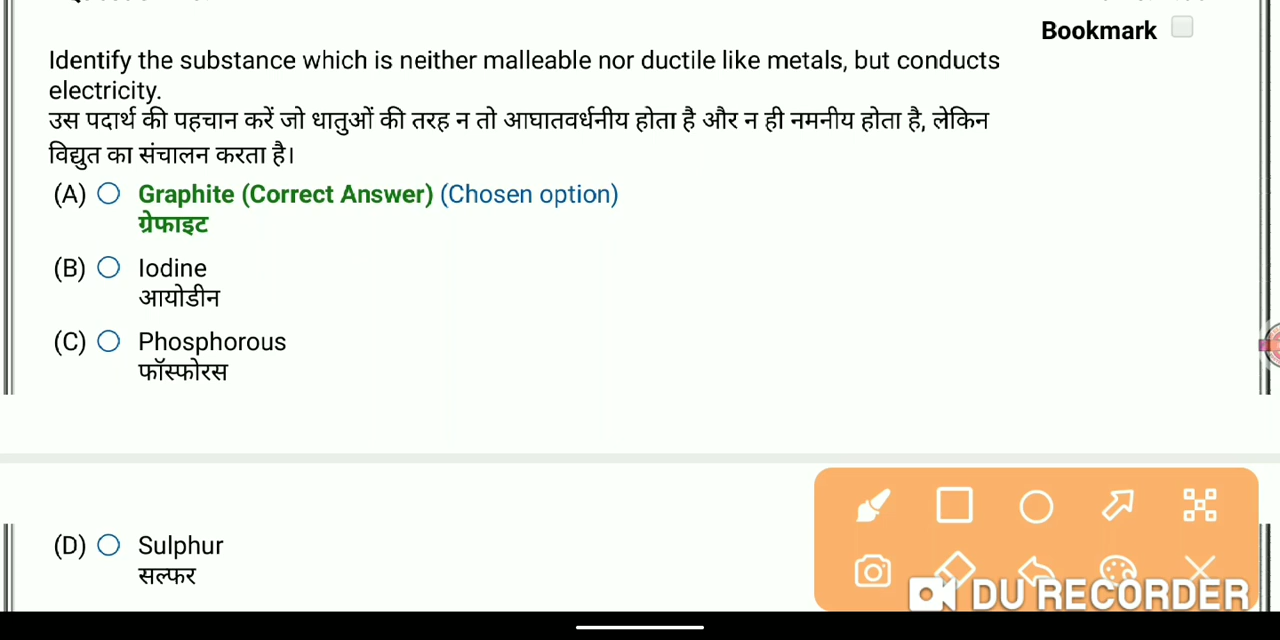 Bookmark
Identify the substance which is neither malleable nor ductile like metals, but conducts
electricity.
उस पदार्थ की पहचान करें जो धातुओं की तरह न तो आघातवर्धनीय होता है और न ही नमनीय होता है, लेकिन
विद्युत का संचालन करता है।
(A) Graphite (Correct Answer) (Chosen option)
ग्रेफाइट
(B) Iodine
आयोडीन
(C) Phosphorous
फॉस्फोरस
(D) Sulphur
सल्फर
DU RECORDER